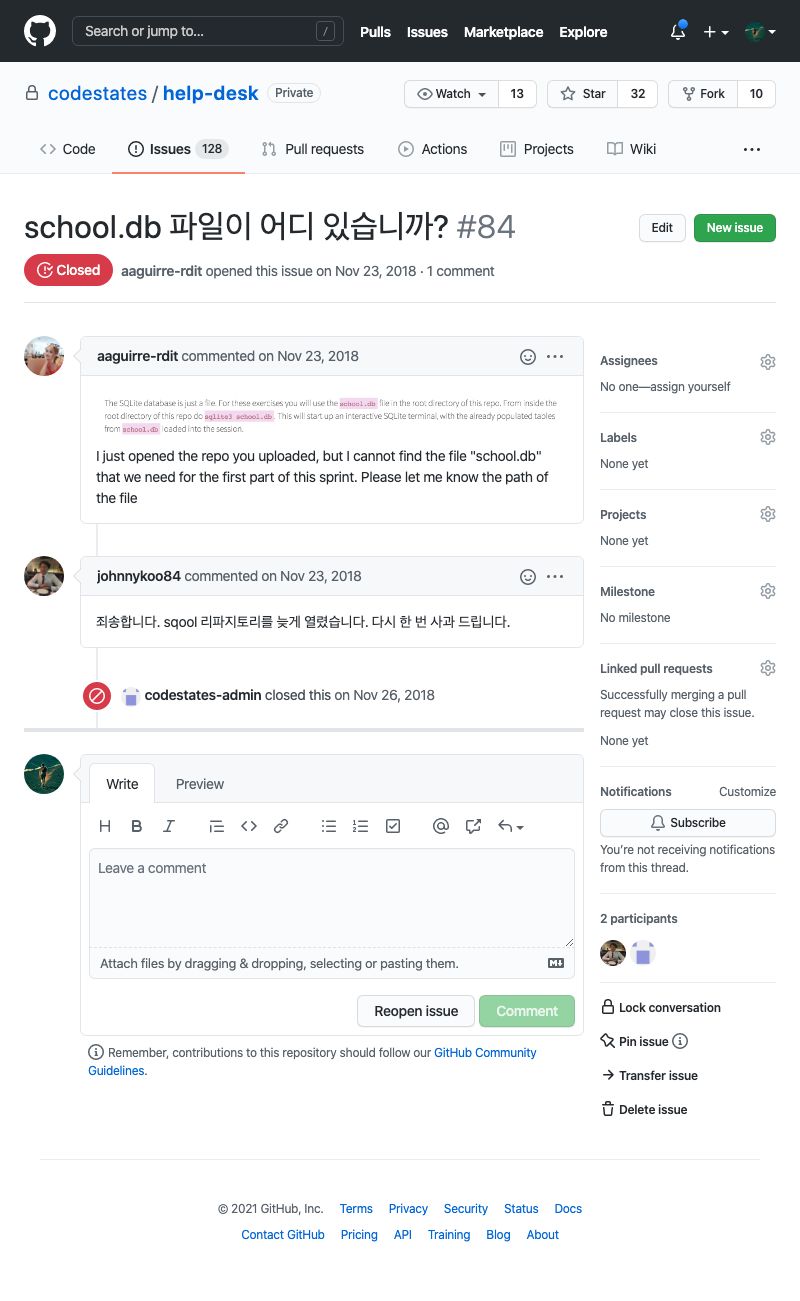 Search or jump to... /
Pulls Issues Marketplace Explore
codestates / help-desk Private
Watch 13 Star 32 Fork 10
Code Issues 128 Pull requests Actions Projects Wiki ...
school.db 파일이 어디 있습니까? #84
Edit New issue
Closed aaguirre-rdit opened this issue on Nov 23, 2018 · 1 comment
aaguirre-rdit commented on Nov 23, 2018
The SQLite database is just a file. For these exercises you will use the school.db file in the root directory of this repo. From inside the
root directory of this repo do sqlite3 school.db. This will start up an interactive SQLite terminal, with the already populated tables
from school.db loaded into the session.
I just opened the repo you uploaded, but I cannot find the file "school.db"
that we need for the first part of this sprint. Please let me know the path of
the file
johnnykoo84 commented on Nov 23, 2018
죄송합니다. sqool 리파지토리를 늦게 열렸습니다. 다시 한 번 사과 드립니다.
codestates-admin closed this on Nov 26, 2018
Write Preview
H B I
Leave a comment
Attach files by dragging & dropping, selecting or pasting them.
Reopen issue Comment
Remember, contributions to this repository should follow our GitHub Community
Guidelines.
Assignees
No one—assign yourself
Labels
None yet
Projects
None yet
Milestone
No milestone
Linked pull requests
Successfully merging a pull
request may close this issue.
None yet
Notifications Customize
Subscribe
You're not receiving notifications
from this thread.
2 participants
Lock conversation
Pin issue
Transfer issue
Delete issue
© 2021 GitHub, Inc. Terms Privacy Security Status Docs
Contact GitHub Pricing API Training Blog About